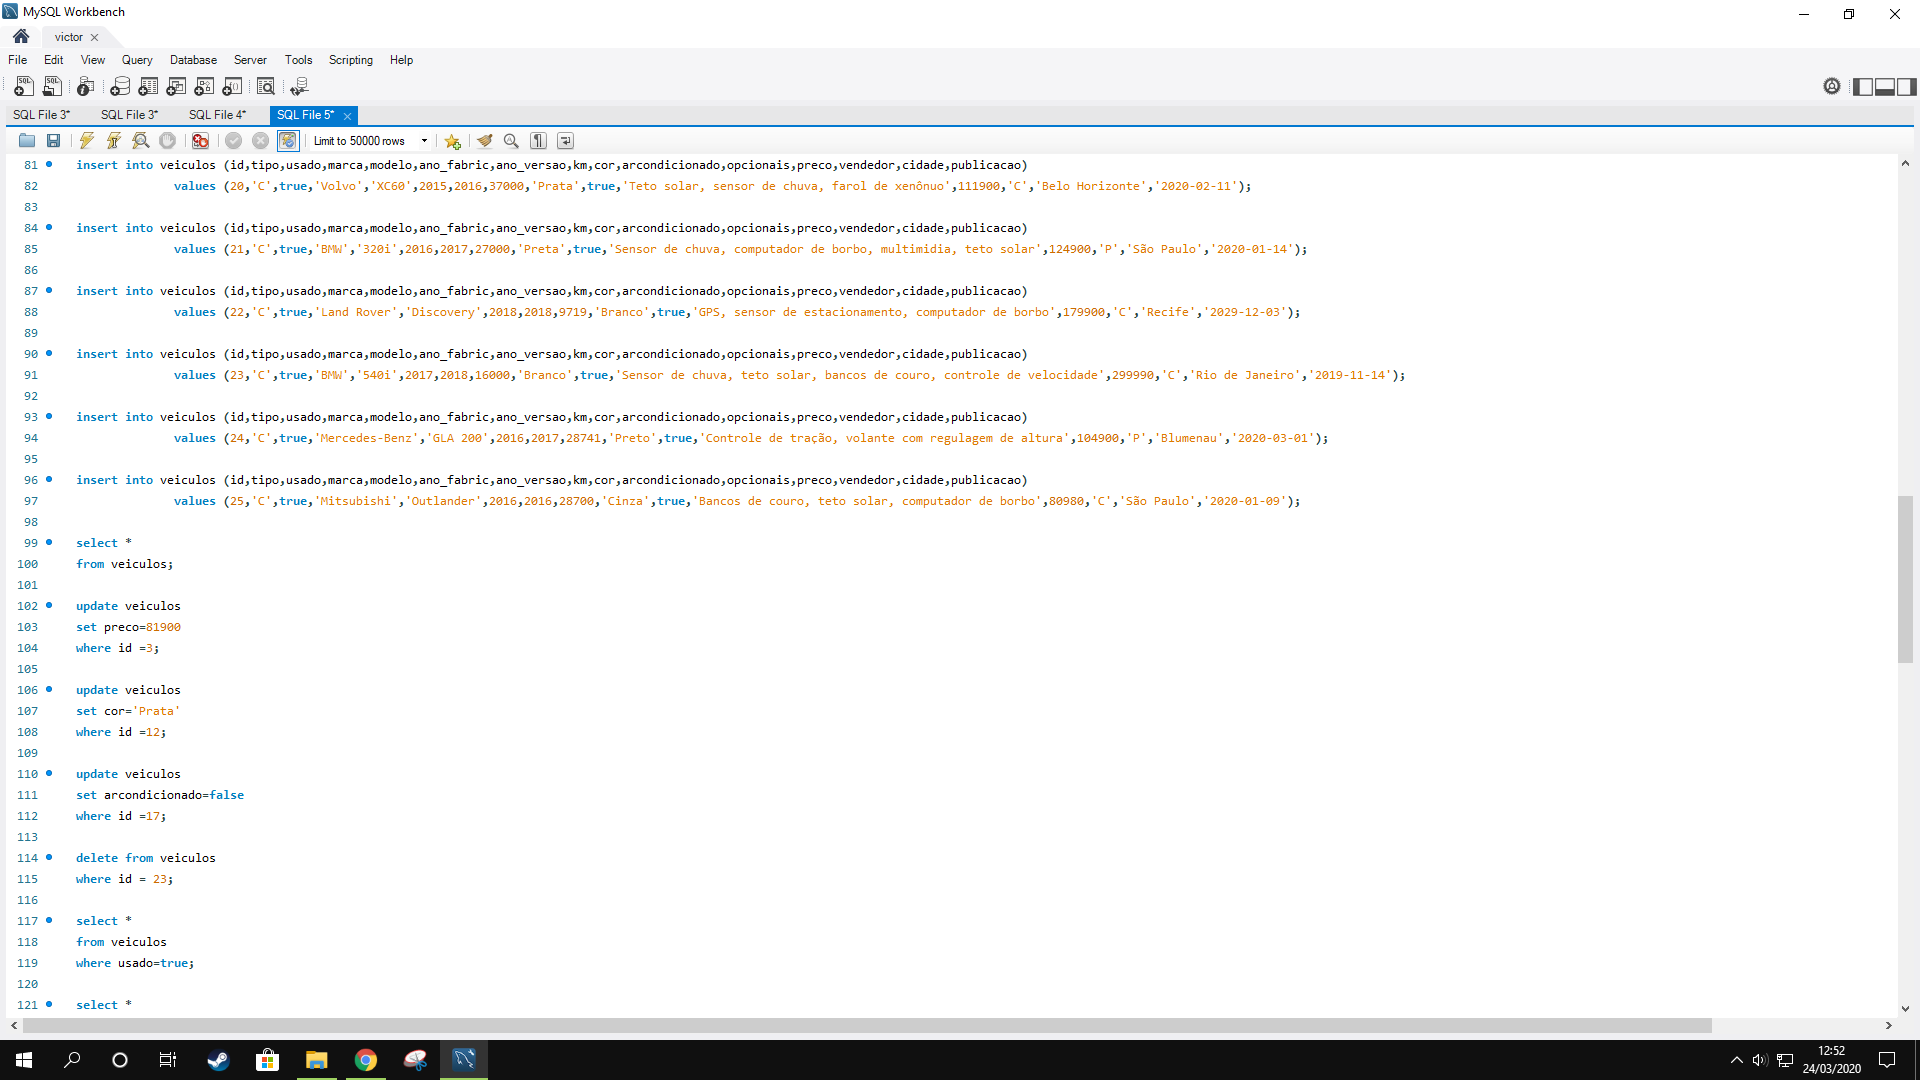 MySQL Workbench
victor
File Edit View Query Database Server Tools Scripting Help
SQL File 3* SQL File 3* SQL File 4* SQL File 5*
Limit to 50000 rows
81 insert into veiculos (id,tipo,usado,marca,modelo,ano_fabric,ano_versao,km,cor,arcondicionado,opcionais,preco,vendedor,cidade,publicacao)
82 values (20,'C',true,'Volvo','XC60',2015,2016,37000,'Prata',true,'Teto solar, sensor de chuva, farol de xenônuo',111900,'C','Belo Horizonte','2020-02-11');
83
84 insert into veiculos (id,tipo,usado,marca,modelo,ano_fabric,ano_versao,km,cor,arcondicionado,opcionais,preco,vendedor,cidade,publicacao)
85 values (21,'C',true,'BMW','320i',2016,2017,27000,'Preta',true,'Sensor de chuva, computador de borbo, multimidia, teto solar',124900,'P','São Paulo','2020-01-14');
86
87 insert into veiculos (id,tipo,usado,marca,modelo,ano_fabric,ano_versao,km,cor,arcondicionado,opcionais,preco,vendedor,cidade,publicacao)
88 values (22,'C',true,'Land Rover','Discovery',2018,2018,9719,'Branco',true,'GPS, sensor de estacionamento, computador de borbo',179900,'C','Recife','2029-12-03');
89
90 insert into veiculos (id,tipo,usado,marca,modelo,ano_fabric,ano_versao,km,cor,arcondicionado,opcionais,preco,vendedor,cidade,publicacao)
91 values (23,'C',true,'BMW','540i',2017,2018,16000,'Branco',true,'Sensor de chuva, teto solar, bancos de couro, controle de velocidade',299990,'C','Rio de Janeiro','2019-11-14');
92
93 insert into veiculos (id,tipo,usado,marca,modelo,ano_fabric,ano_versao,km,cor,arcondicionado,opcionais,preco,vendedor,cidade,publicacao)
94 values (24,'C',true,'Mercedes-Benz','GLA 200',2016,2017,28741,'Preto',true,'Controle de tração, volante com regulagem de altura',104900,'P','Blumenau','2020-03-01');
95
96 insert into veiculos (id,tipo,usado,marca,modelo,ano_fabric,ano_versao,km,cor,arcondicionado,opcionais,preco,vendedor,cidade,publicacao)
97 values (25,'C',true,'Mitsubishi','Outlander',2016,2016,28700,'Cinza',true,'Bancos de couro, teto solar, computador de borbo',80980,'C','São Paulo','2020-01-09');
98
99 select *
100 from veiculos;
101
102 update veiculos
103 set preco=81900
104 where id =3;
105
106 update veiculos
107 set cor='Prata'
108 where id =12;
109
110 update veiculos
111 set arcondicionado=false
112 where id =17;
113
114 delete from veiculos
115 where id = 23;
116
117 select *
118 from veiculos
119 where usado=true;
120
121 select *
12:52
24/03/2020